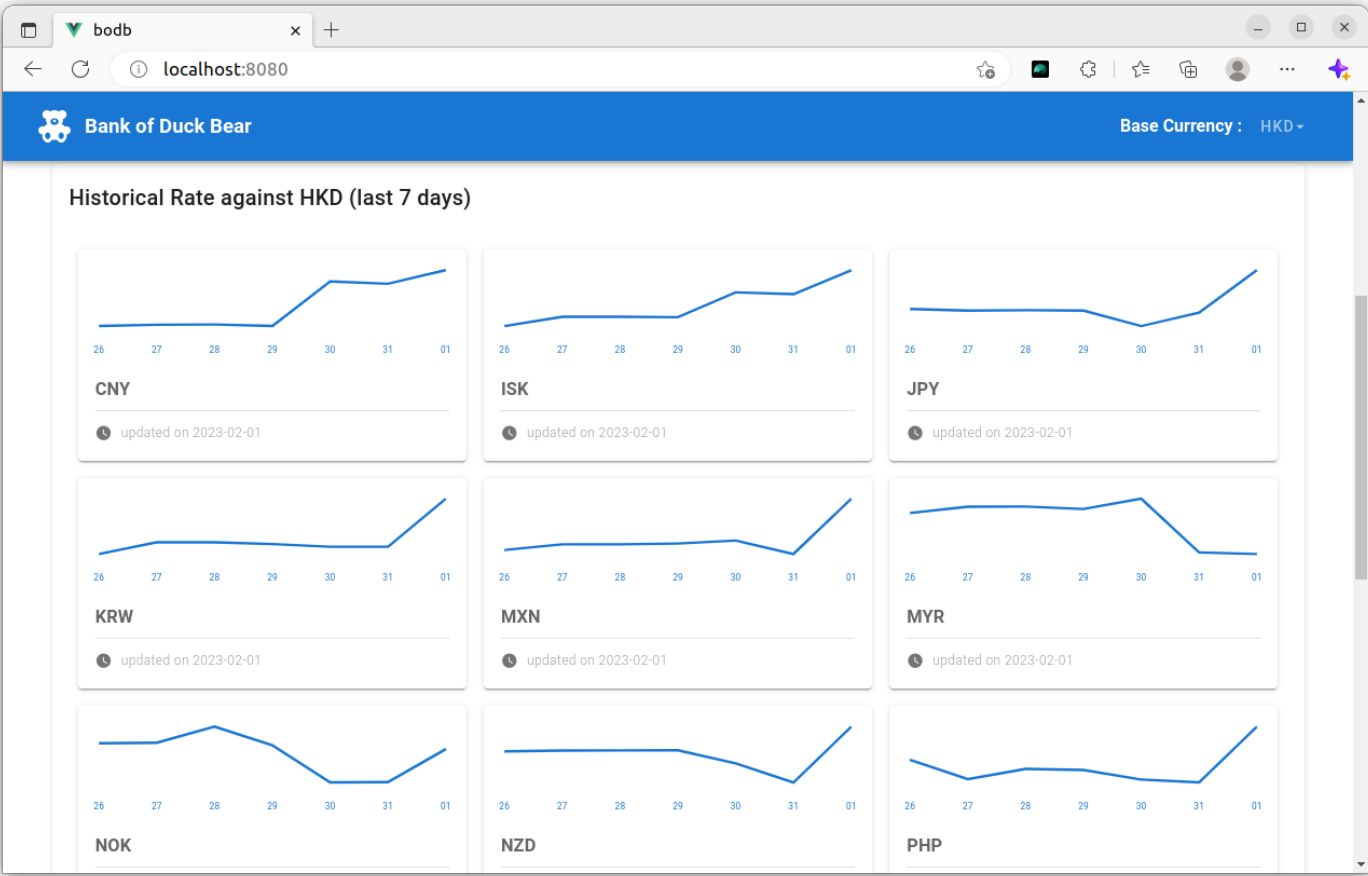 bodb
localhost:8080
Bank of Duck Bear
Base Currency : HKD
Historical Rate against HKD (last 7 days)
26 27 28 29 30 31 01
CNY
updated on 2023-02-01
26 27 28 29 30 31 01
ISK
updated on 2023-02-01
26 27 28 29 30 31 01
JPY
updated on 2023-02-01
26 27 28 29 30 31 01
KRW
updated on 2023-02-01
26 27 28 29 30 31 01
MXN
updated on 2023-02-01
26 27 28 29 30 31 01
MYR
updated on 2023-02-01
26 27 28 29 30 31 01
NOK
26 27 28 29 30 31 01
NZD
26 27 28 29 30 31 01
PHP